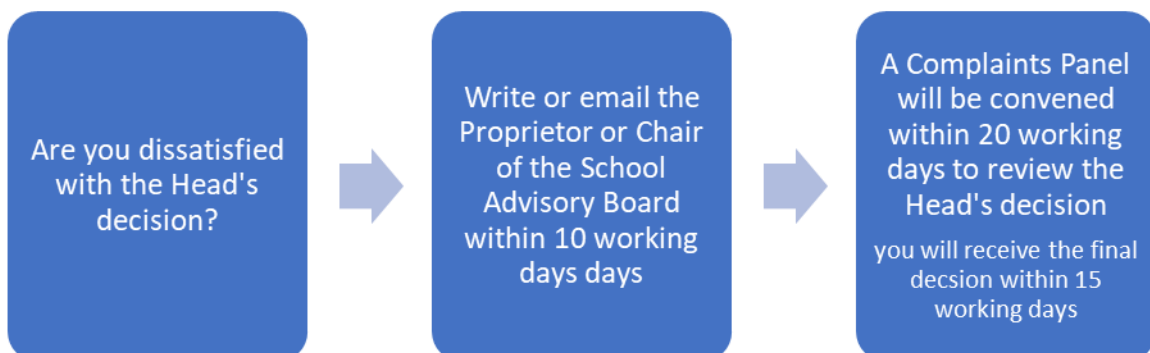 Are you dissatisfied
with the Head's
decision?
Write or email the
Proprietor or Chair
of the School
Advisory Board
within 10 working
days days
A Complaints Panel
will be convened
within 20 working
days to review the
Head's decision
you will receive the final
decsion within 15
working days